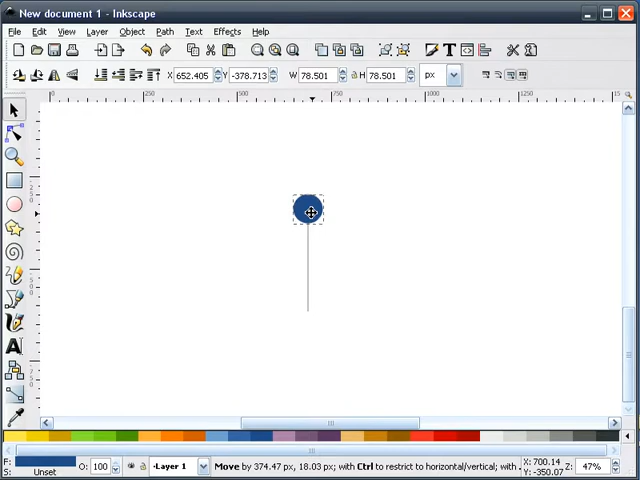 New document 1 - Inkscape
File Edit View Layer Object Path Text Effects Help
X 652.405 Y -378.713 W 78.501 H 78.501 px
0 250 500 750 1000 15
F: Unset O: 100 Layer 1 Move by 374.47 px, 18.03 px; with Ctrl to restrict to horizontal/vertical; with X: 700.14 Z: 47%
S: Y: -350.07